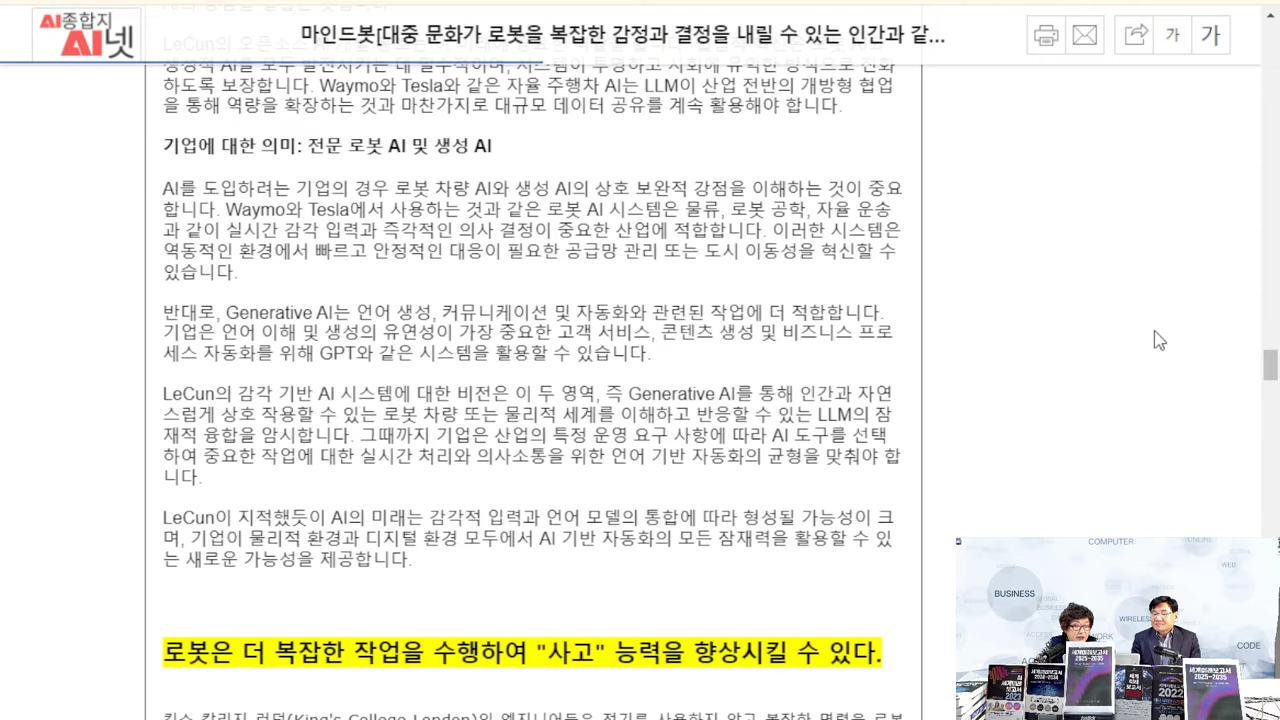 AI종합지
AI넷
마인드봇[대중 문화가 로봇을 복잡한 감정과 결정을 내릴 수 있는 인간과 같...
가
가
하도록 보장합니다. Waymo와 Tesla와 같은 자율 주행차 AI는 LLM이 산업 전반의 개방형 협업
을 통해 역량을 확장하는 것과 마찬가지로 대규모 데이터 공유를 계속 활용해야 합니다.
기업에 대한 의미: 전문 로봇 AI 및 생성 AI
AI를 도입하려는 기업의 경우 로봇 차량 AI와 생성 AI의 상호 보완적 강점을 이해하는 것이 중요
합니다. Waymo와 Tesla에서 사용하는 것과 같은 로봇 AI 시스템은 물류, 로봇 공학, 자율 운송
과 같이 실시간 감각 입력과 즉각적인 의사 결정이 중요한 산업에 적합합니다. 이러한 시스템은
역동적인 환경에서 빠르고 안정적인 대응이 필요한 공급망 관리 또는 도시 이동성을 혁신할 수
있습니다.
반대로, Generative AI는 언어 생성, 커뮤니케이션 및 자동화와 관련된 작업에 더 적합합니다.
기업은 언어 이해 및 생성의 유연성이 가장 중요한 고객 서비스, 콘텐츠 생성 및 비즈니스 프로
세스 자동화를 위해 GPT와 같은 시스템을 활용할 수 있습니다.
LeCun의 감각 기반 AI 시스템에 대한 비전은 이 두 영역, 즉 Generative AI를 통해 인간과 자연
스럽게 상호 작용할 수 있는 로봇 차량 또는 물리적 세계를 이해하고 반응할 수 있는 LLM의 잠
재적 융합을 암시합니다. 그때까지 기업은 산업의 특정 운영 요구 사항에 따라 AI 도구를 선택
하여 중요한 작업에 대한 실시간 처리와 의사소통을 위한 언어 기반 자동화의 균형을 맞춰야 합
니다.
LeCun이 지적했듯이 AI의 미래는 감각적 입력과 언어 모델의 통합에 따라 형성될 가능성이 크
며, 기업이 물리적 환경과 디지털 환경 모두에서 AI 기반 자동화의 모든 잠재력을 활용할 수 있
는 새로운 가능성을 제공합니다.
로봇은 더 복잡한 작업을 수행하여 "사고" 능력을 향상시킬 수 있다.
COMPUTER
ONLINE
WEB
BUSINESS
GLOBAL
WIRELESS
CODE
세계미래보고서
2025-2035
세계미래보고서
2025-2035
2022